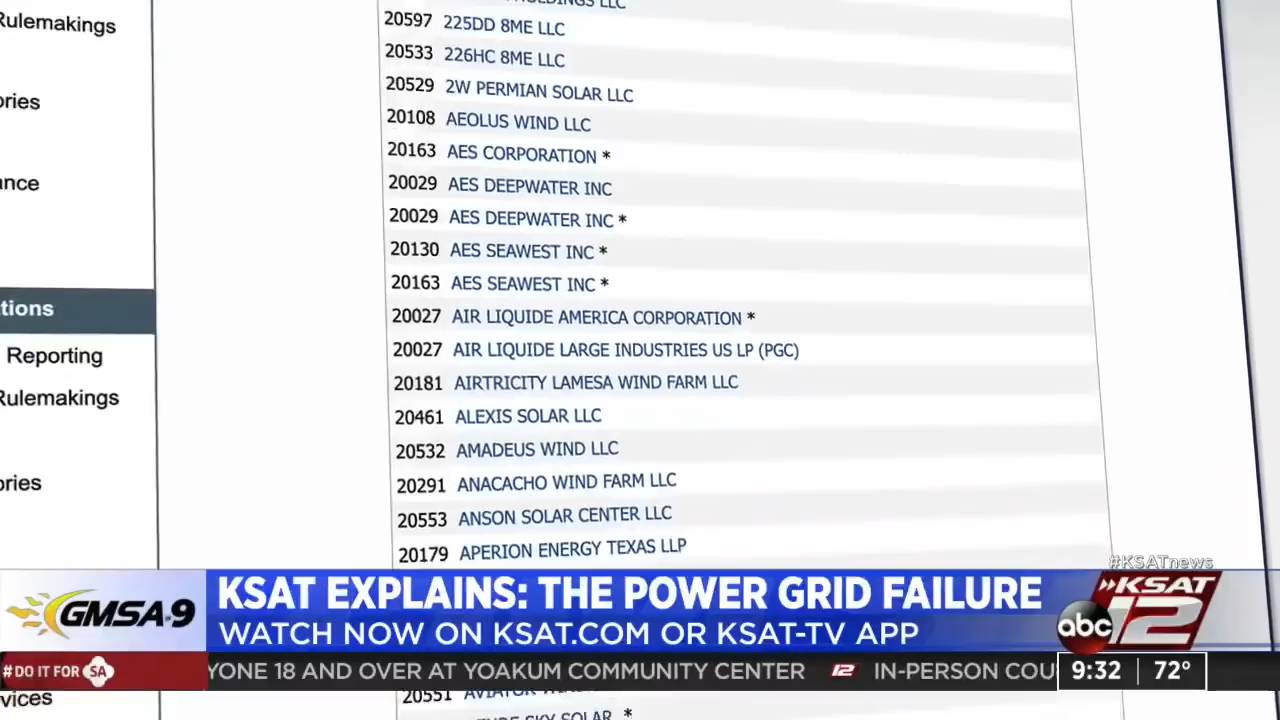 Rulemakings
ories
ance
tions
Reporting
Rulemakings
ories
vices
LLC
20597 225DD 8ME LLC
20533 226HC 8ME LLC
20529 2W PERMIAN SOLAR LLC
20108 AEOLUS WIND LLC
20163 AES CORPORATION *
20029 AES DEEPWATER INC
20029 AES DEEPWATER INC *
20130 AES SEAWEST INC *
20163 AES SEAWEST INC *
20027 AIR LIQUIDE AMERICA CORPORATION *
20027 AIR LIQUIDE LARGE INDUSTRIES US LP (PGC)
20181 AIRTRICITY LAMESA WIND FARM LLC
20461 ALEXIS SOLAR LLC
20532 AMADEUS WIND LLC
20291 ANACACHO WIND FARM LLC
20553 ANSON SOLAR CENTER LLC
20179 APERION ENERGY TEXAS LLP
#KSATnews
GMSA@9
KSAT EXPLAINS: THE POWER GRID FAILURE
WATCH NOW ON KSAT.COM OR KSAT-TV APP
abc KSAT 12
#DO IT FOR SA
YONE 18 AND OVER AT YOAKUM COMMUNITY CENTER 12 IN-PERSON COU
9:32 72°
20551 AVIATOR
SKY SOLAR *